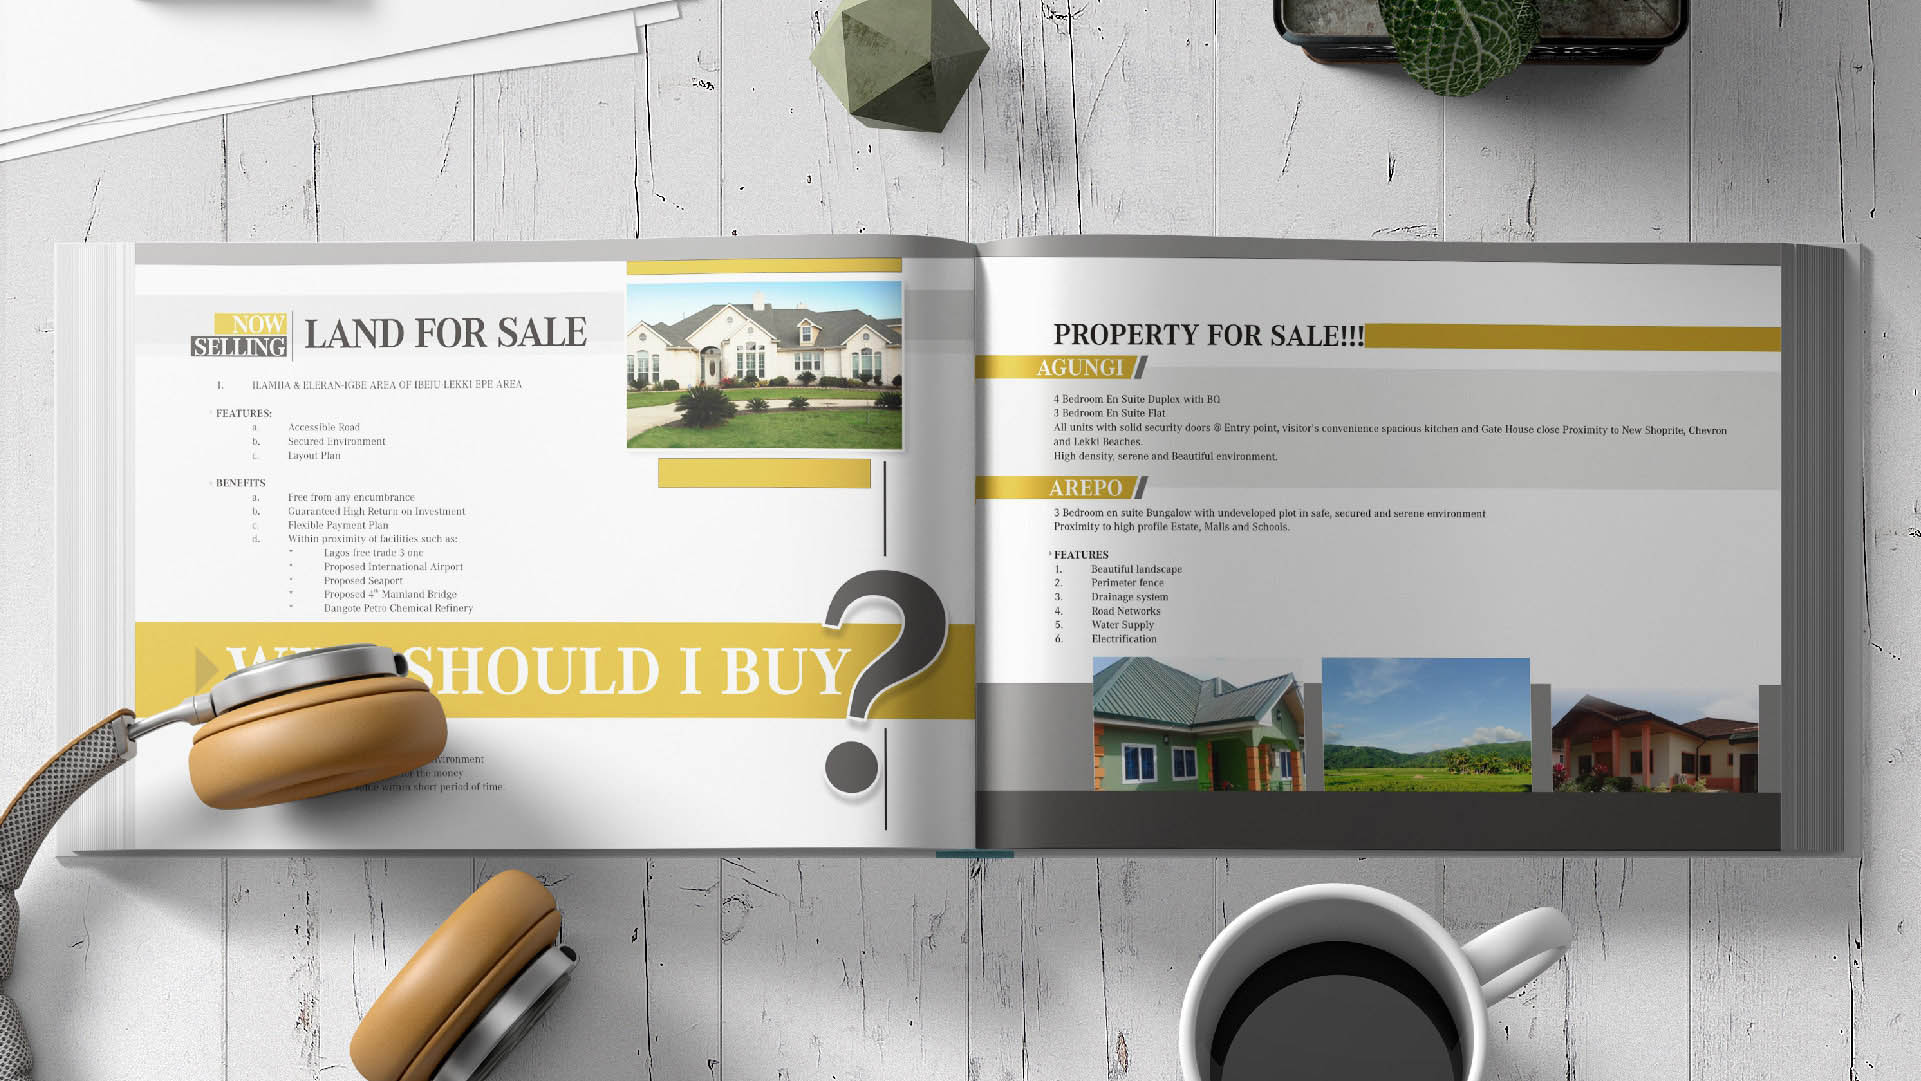 NOW
SELLING
LAND FOR SALE
1. ILAMIJA & ELERAN-IGBE AREA OF IBEJU LEKKI EPE AREA
FEATURES:
a. Accessible Road
b. Secured Environment
c. Layout Plan
BENEFITS
a. Free from any encumbrance
b. Guaranteed High Return on Investment
c. Flexible Payment Plan
d. Within proximity of facilities such as:
* Lagos free trade 3 one
* Proposed International Airport
* Proposed Seaport
* Proposed 4th Mainland Bridge
* Dangote Petro Chemical Refinery
SHOULD I BUY?
for the money
within short period of time.
PROPERTY FOR SALE!!!
AGUNGI
4 Bedroom En Suite Duplex with BQ
3 Bedroom En Suite Flat
All units with solid security doors @ Entry point, visitor's convenience spacious kitchen and Gate House close Proximity to New Shoprite, Chevron
and Lekki Beaches.
High density, serene and Beautiful environment.
AREPO
3 Bedroom en suite Bungalow with undeveloped plot in safe, secured and serene environment
Proximity to high profile Estate, Malls and Schools.
FEATURES
1. Beautiful landscape
2. Perimeter fence
3. Drainage system
4. Road Networks
5. Water Supply
6. Electrification